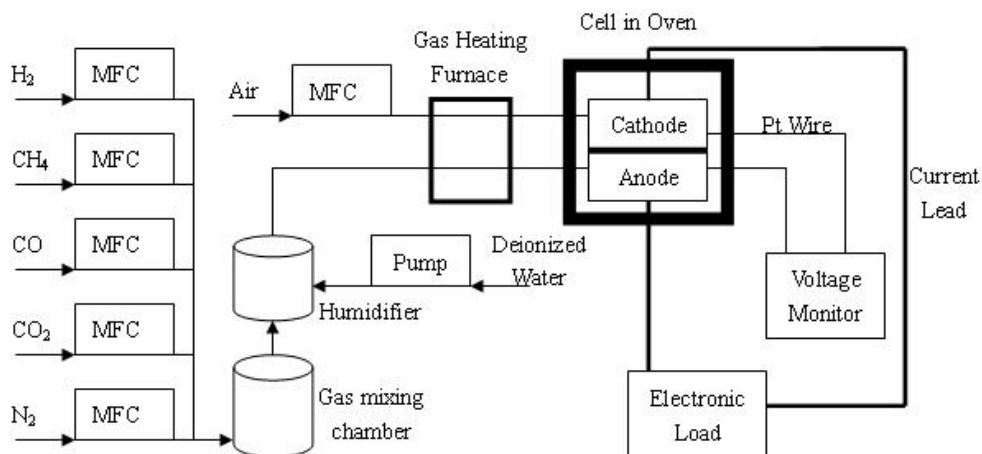 Cell in Oven
Gas Heating
Furnace
H₂
MFC
Air
MFC
Cathode
Pt Wire
CH₄
MFC
Anode
Current
Lead
CO
MFC
Pump
Deionized
Water
Voltage
Monitor
Humidifier
CO₂
MFC
Gas mixing
chamber
Electronic
Load
N₂
MFC